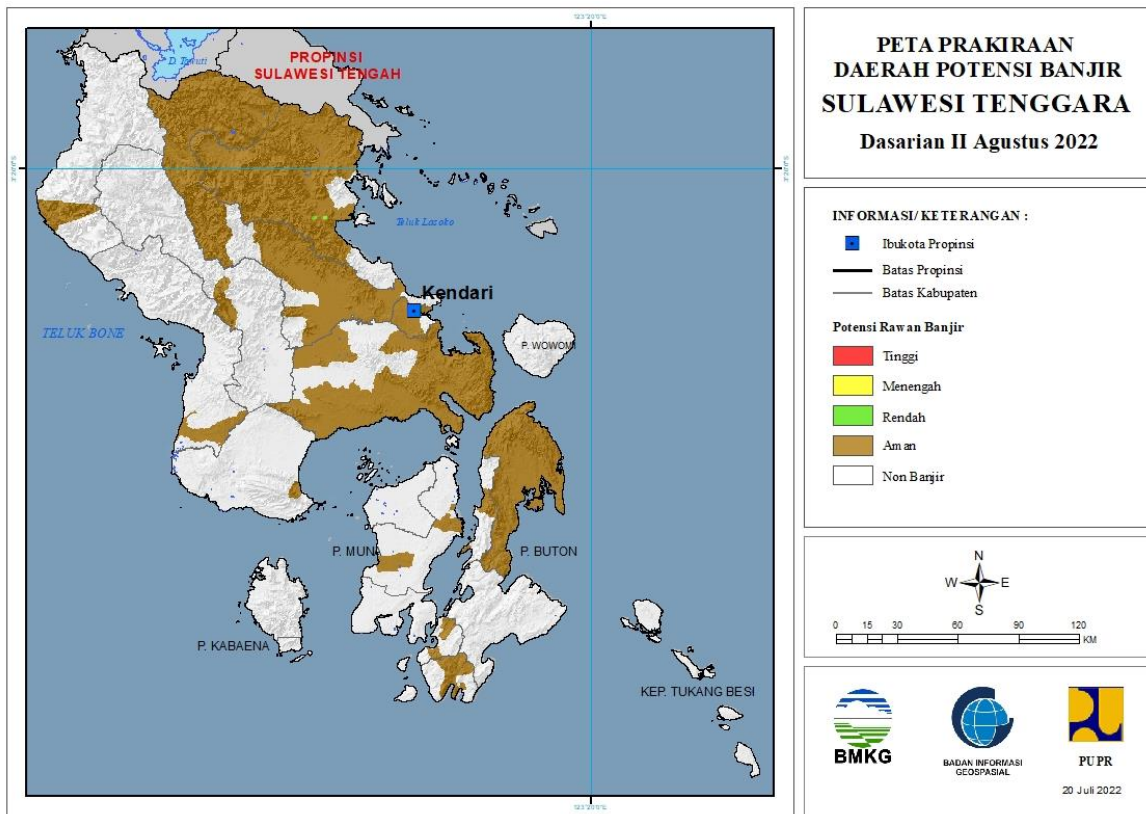 PETA PRAKIRAAN
DAERAH POTENSI BANJIR
SULAWESI TENGGARA
Dasarian II Agustus 2022
INFORMASI/ KETERANGAN :
Ibukota Propinsi
Batas Propinsi
Batas Kabupaten
Potensi Rawan Banjir
Tinggi
Menengah
Rendah
Aman
Non Banjir
N
W E
S
0 15 30 60 90 120
KM
BMKG
BADAN INFORMASI
GEOSPASIAL
PUPR
20 Juli 2022
PROPINSI
SULAWESI TENGAH
Teluk Lasoko
Kendari
TELUK BONE
P. WOWONI
P. MUNA
P. BUTON
P. KABAENA
KEP. TUKANG BESI